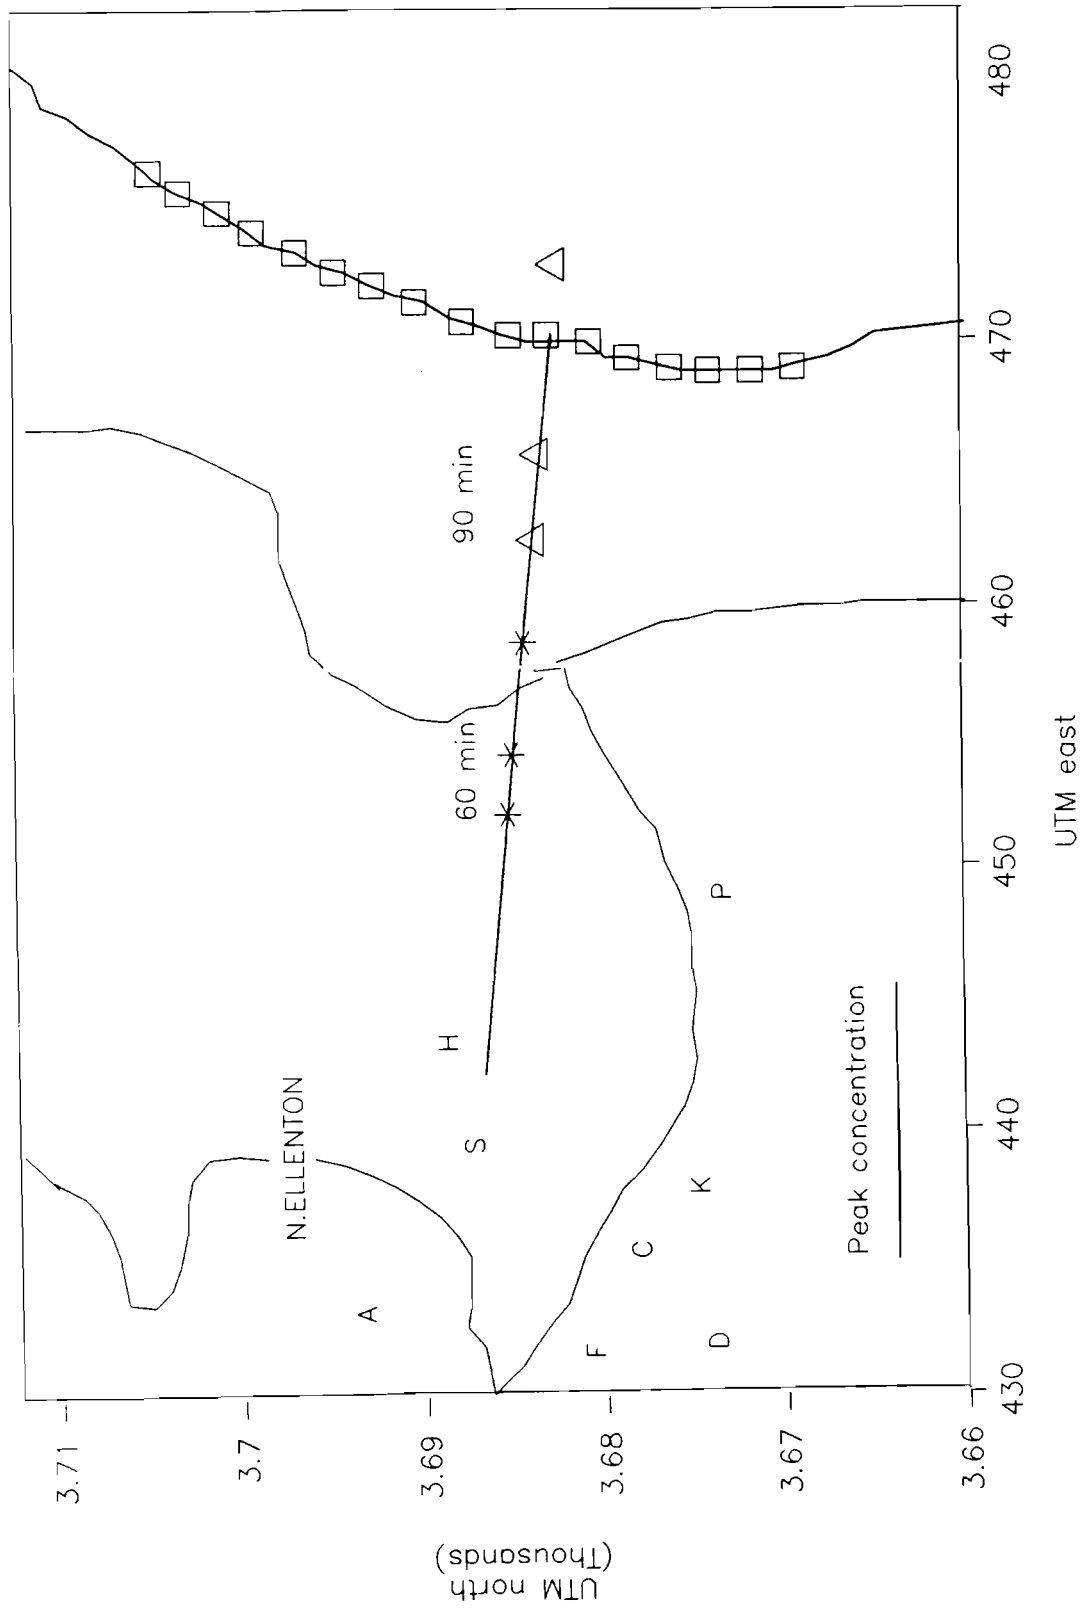 3.71
3.7
3.69
3.68
3.67
3.66
UTM north
(Thousands)
430
440
450
460
470
480
UTM east
N.ELLENTON
A
S
H
F
C
D
K
P
60 min
90 min
Peak concentration